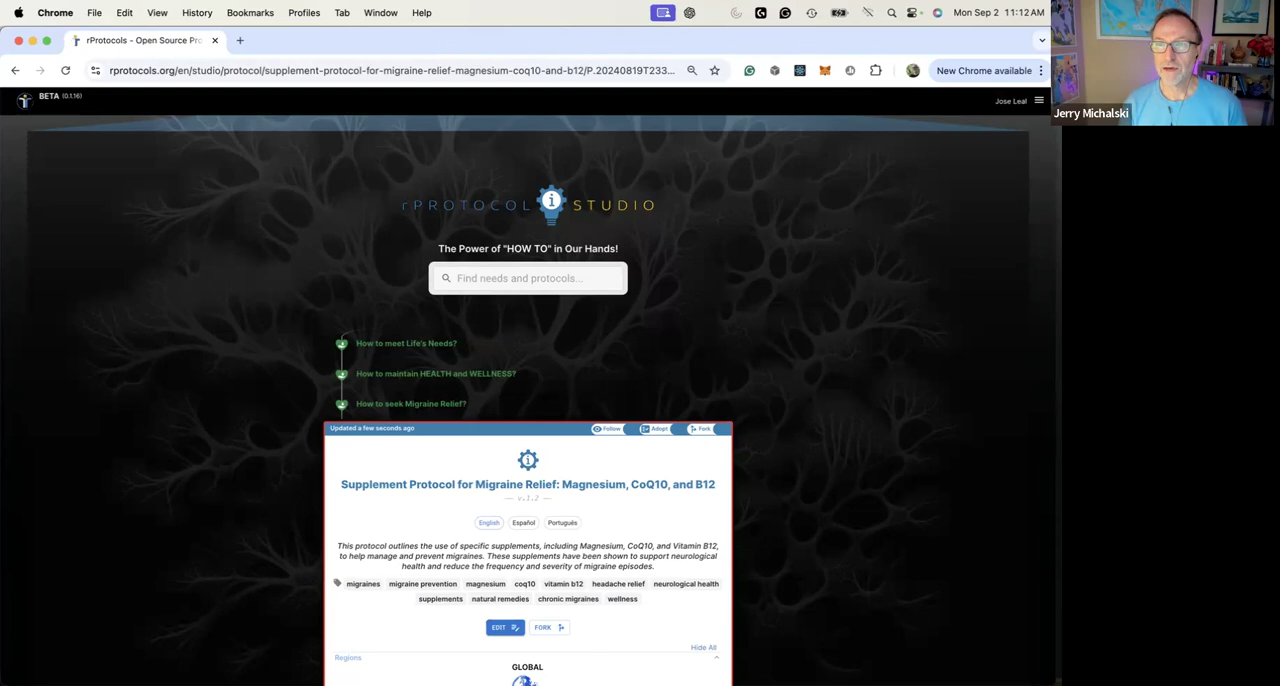 Chrome File Edit View History Bookmarks Profiles Tab Window Help Mon Sep 2 11:12 AM
rProtocols - Open Source Pro
rprotocols.org/en/studio/protocol/supplement-protocol-for-migraine-relief-magnesium-coq10-and-b12/P.20240819T233... New Chrome available
BETA (0.1.16) Jose Leal
Jerry Michalski
rPROTOCOL i STUDIO
The Power of "HOW TO" in Our Hands!
Find needs and protocols...
How to meet Life's Needs?
How to maintain HEALTH and WELLNESS?
How to seek Migraine Relief?
Updated a few seconds ago Follow Adopt Fork
Supplement Protocol for Migraine Relief: Magnesium, CoQ10, and B12
— v.1.2 —
English Español Português
This protocol outlines the use of specific supplements, including Magnesium, CoQ10, and Vitamin B12,
to help manage and prevent migraines. These supplements have been shown to support neurological
health and reduce the frequency and severity of migraine episodes.
migraines migraine prevention magnesium coq10 vitamin b12 headache relief neurological health
supplements natural remedies chronic migraines wellness
EDIT FORK
Hide All
Regions
GLOBAL